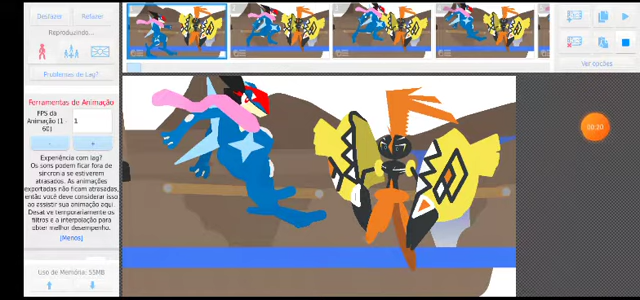 Desfazer Refazer
Reproduzindo...
Problemas de Lag?
Ferramentas de Animação
FPS da
Animação (1 -
60)
1
-
+
Experiência com lag?
Os sons podem ficar fora de
sincron a se estiverem
atrasados. As animações
exportadas não ficam atrasadas,
então você deve considerar isso
ao assistir sua animação aqui.
Desat ve temporariamente os
filtros e a interpolação para
obter melhor desempenho.
[Menos]
Uso de Memória: 55MB
Ver opções
00:20